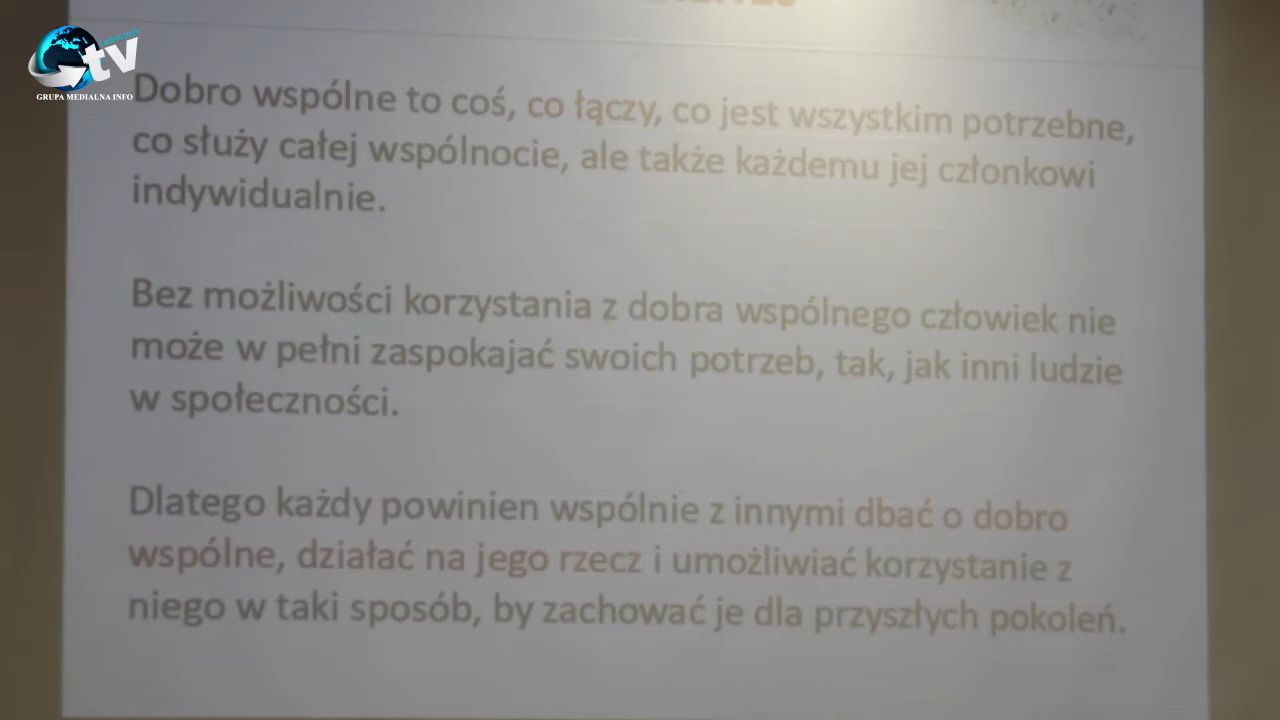 tv
GRUPA MEDIALNA INFO
Dobro wspólne to coś, co łączy, co jest wszystkim potrzebne,
co służy całej wspólnocie, ale także każdemu jej członkowi
indywidualnie.
Bez możliwości korzystania z dobra wspólnego człowiek nie
może w pełni zaspokajać swoich potrzeb, tak, jak inni ludzie
w społeczności.
Dlatego każdy powinien wspólnie z innymi dbać o dobro
wspólne, działać na jego rzecz i umożliwiać korzystanie z
niego w taki sposób, by zachować je dla przyszłych pokoleń.